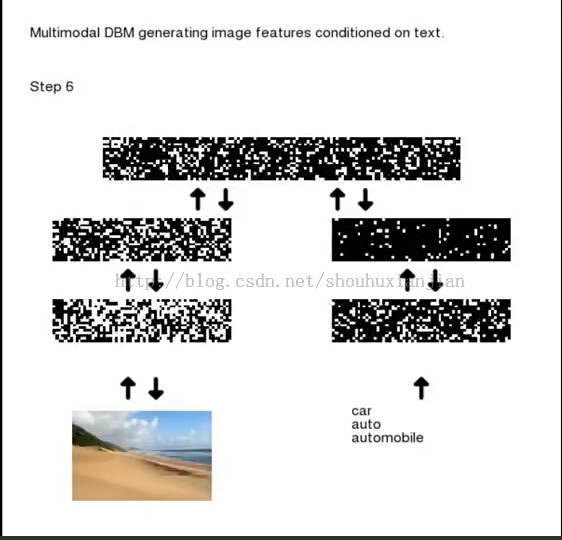 Multimodal DBM generating image features conditioned on text.
Step 6
http://blog.csdn.net/shouhuxianjian
car
auto
automobile